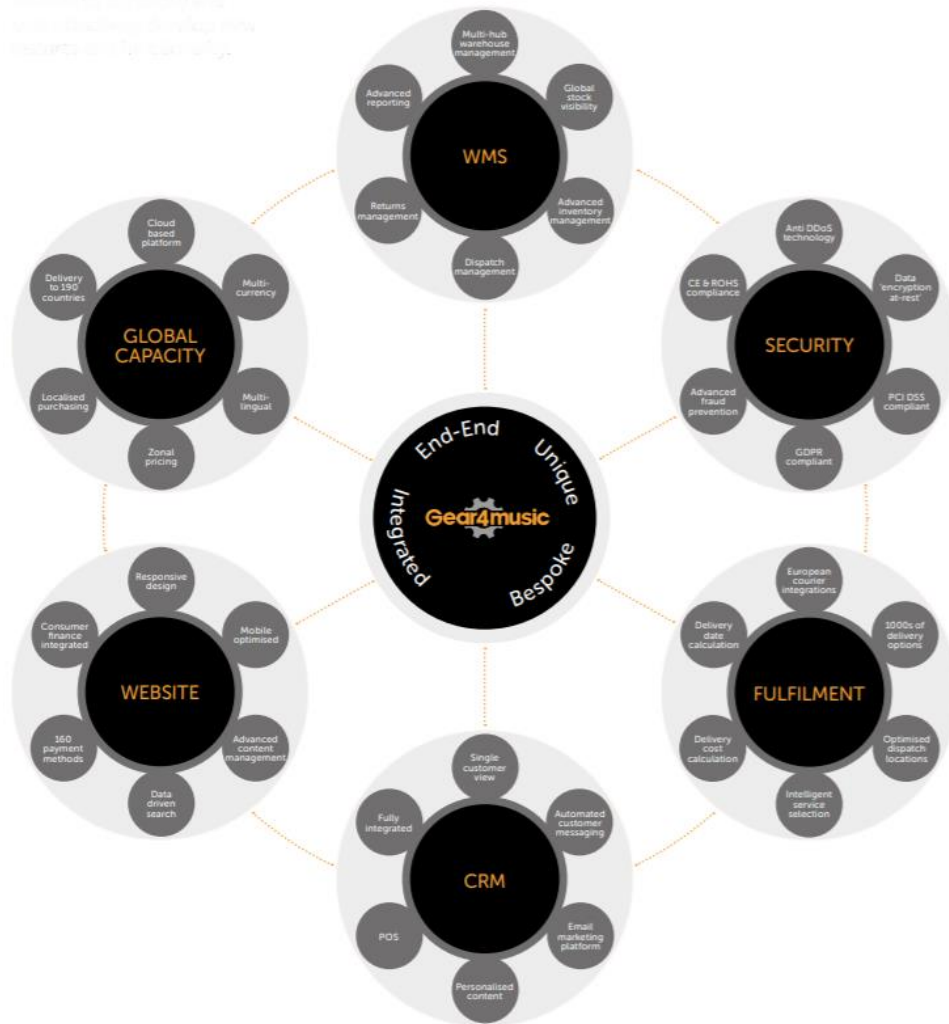 Multi-hub
warehouse
management
Global
stock
visibility
Advanced
inventory
management
Dispatch
management
Returns
management
Advanced
reporting
WMS
Anti DDoS
technology
Data
'encryption
at-rest'
PCI DSS
compliant
GDPR
compliant
Advanced
fraud
prevention
CE & ROHS
compliance
SECURITY
European
courier
integrations
1000s of
delivery
options
Optimised
dispatch
locations
Intelligent
service
selection
Delivery
cost
calculation
Delivery
date
calculation
FULFILMENT
Single
customer
view
Automated
customer
messaging
Email
marketing
platform
Personalised
content
POS
Fully
integrated
CRM
Responsive
design
Mobile
optimised
Advanced
content
management
Data
driven
search
160
payment
methods
Consumer
finance
integrated
WEBSITE
Cloud
based
platform
Multi-
currency
Multi-
lingual
Zonal
pricing
Localised
purchasing
Delivery
to 190
countries
GLOBAL
CAPACITY
End-End
Unique
Bespoke
Integrated
Gear4music